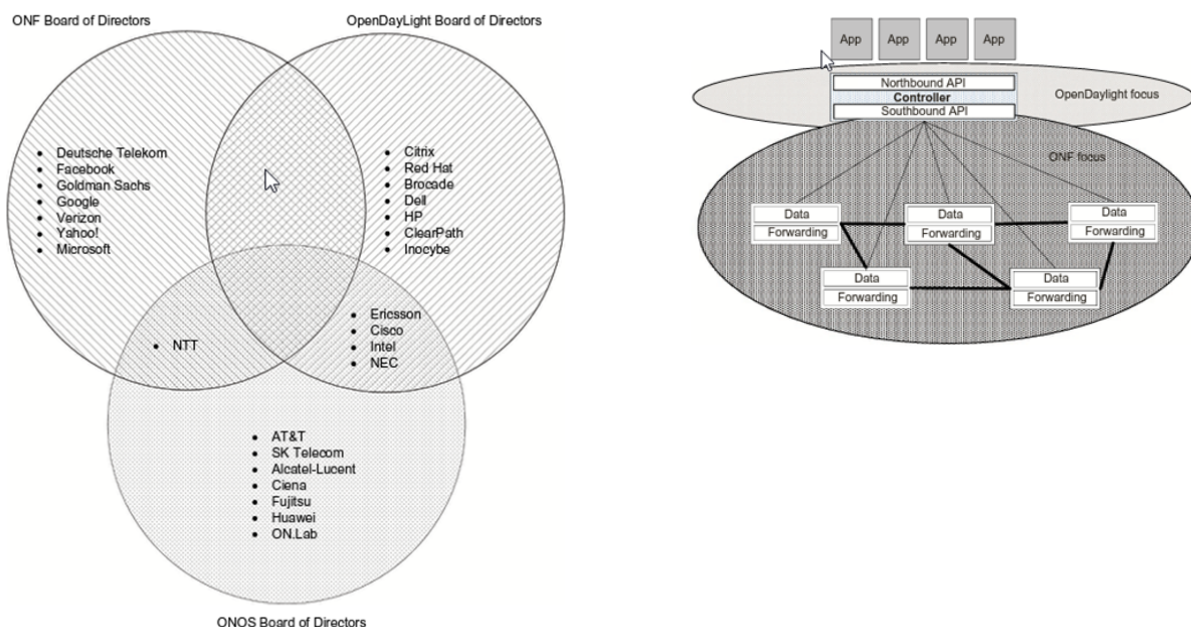 ONF Board of Directors
OpenDayLight Board of Directors
• Deutsche Telekom
• Facebook
• Goldman Sachs
• Google
• Verizon
• Yahoo!
• Microsoft
• Citrix
• Red Hat
• Brocade
• Dell
• HP
• ClearPath
• Inocybe
• NTT
• Ericsson
• Cisco
• Intel
• NEC
• AT&T
• SK Telecom
• Alcatel-Lucent
• Ciena
• Fujitsu
• Huawei
• ON.Lab
ONOS Board of Directors
App App App App
Northbound API
Controller
Southbound API
OpenDaylight focus
ONF focus
Data
Forwarding
Data
Forwarding
Data
Forwarding
Data
Forwarding
Data
Forwarding